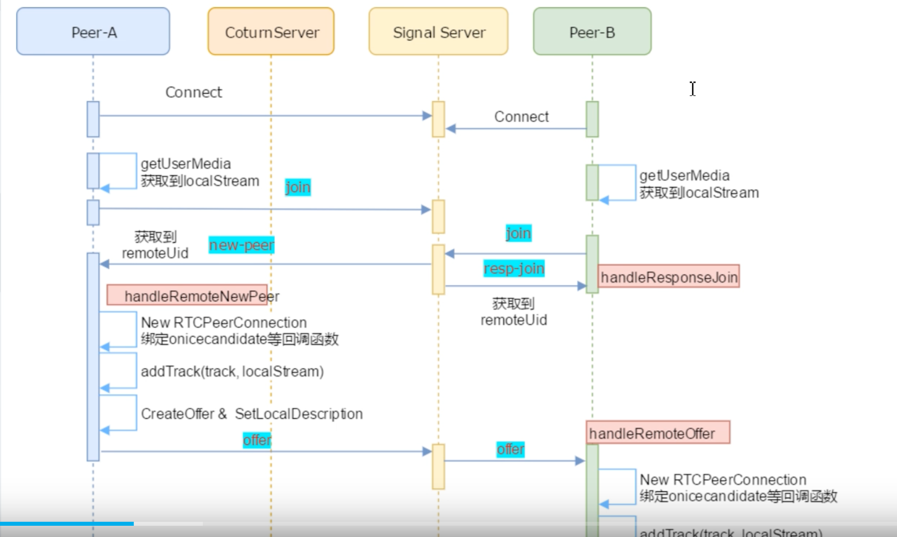 Peer-A
CoturnServer
Signal Server
Peer-B
Connect
Connect
getUserMedia
获取到localStream
getUserMedia
获取到localStream
join
join
获取到
remoteUid
new-peer
resp-join
handleResponseJoin
获取到
remoteUid
handleRemoteNewPeer
New RTCPeerConnection
绑定onicecandidate等回调函数
addTrack(track, localStream)
CreateOffer & SetLocalDescription
offer
offer
handleRemoteOffer
New RTCPeerConnection
绑定onicecandidate等回调函数
addTrack(track, localStream)